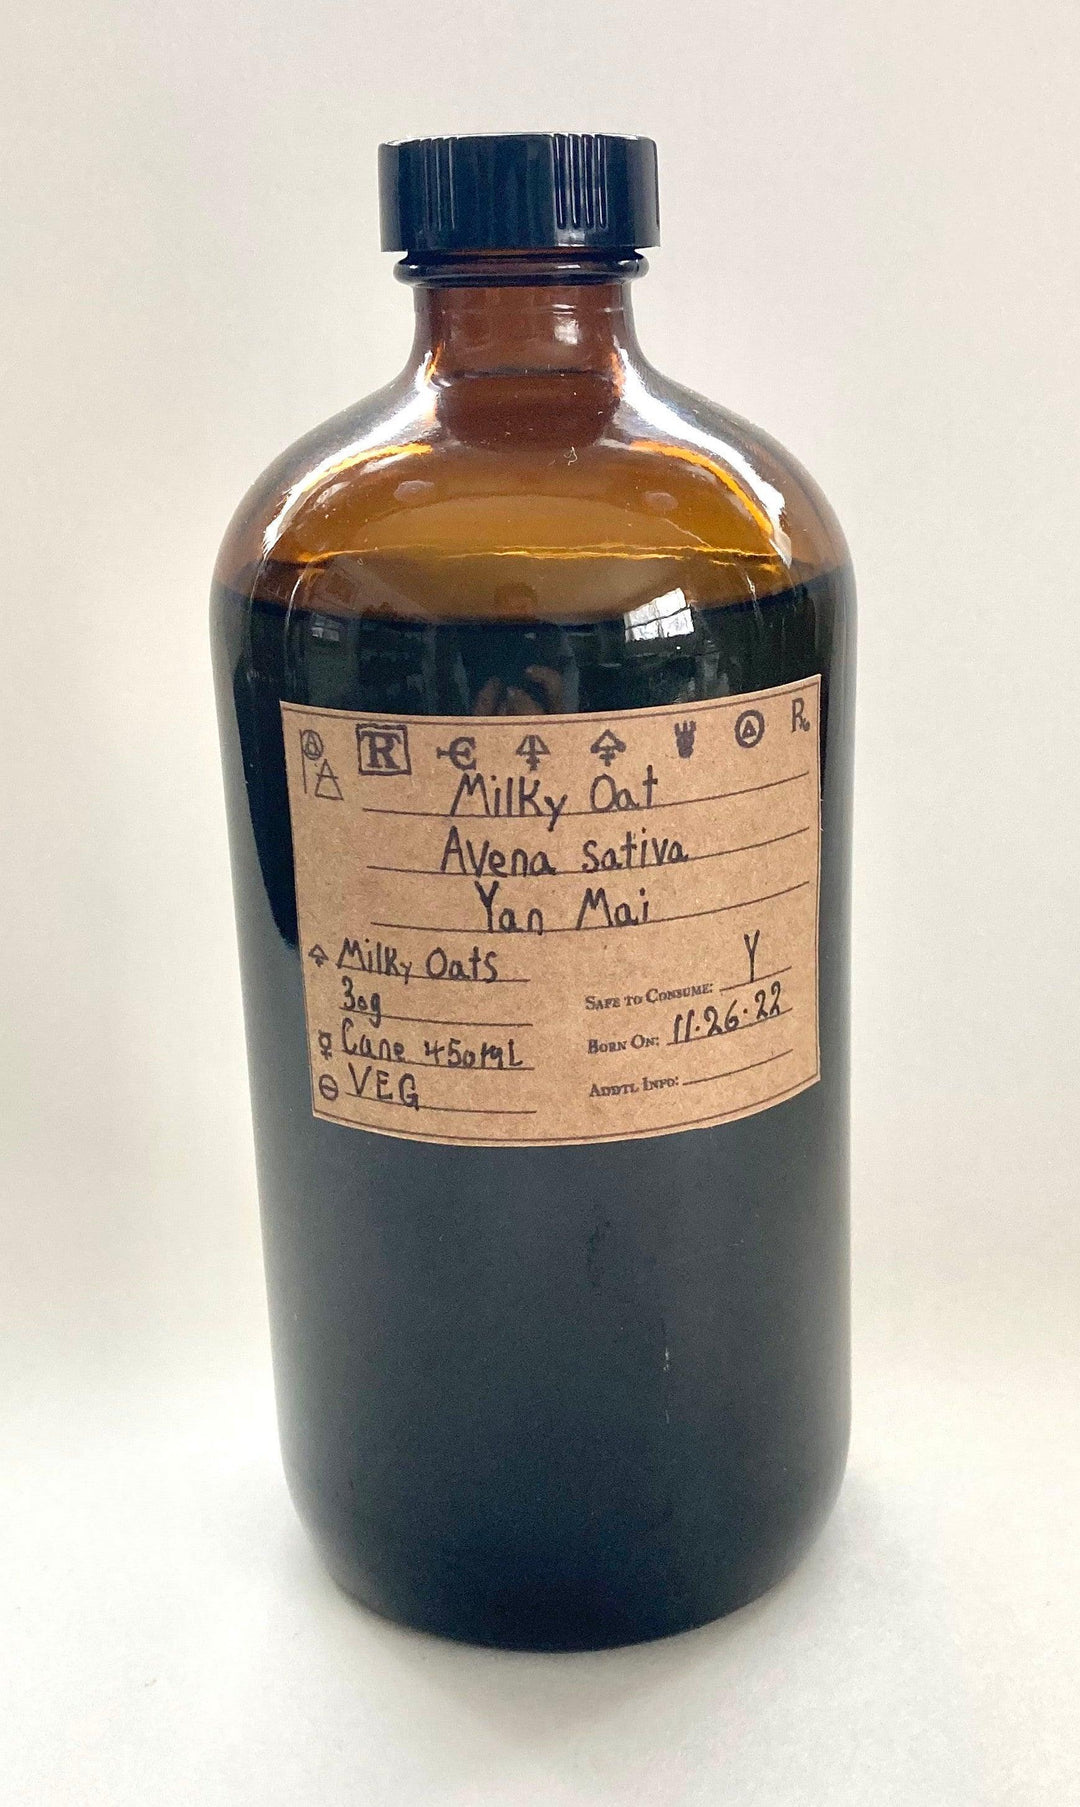 R
Rx
Milky Oat
Avena sativa
Yan Mai
Milky Oats
30g
Cane 450mL
VEG
Y
SAFE TO CONSUME:
BORN ON: 11.26.22
ADDTL INFO: